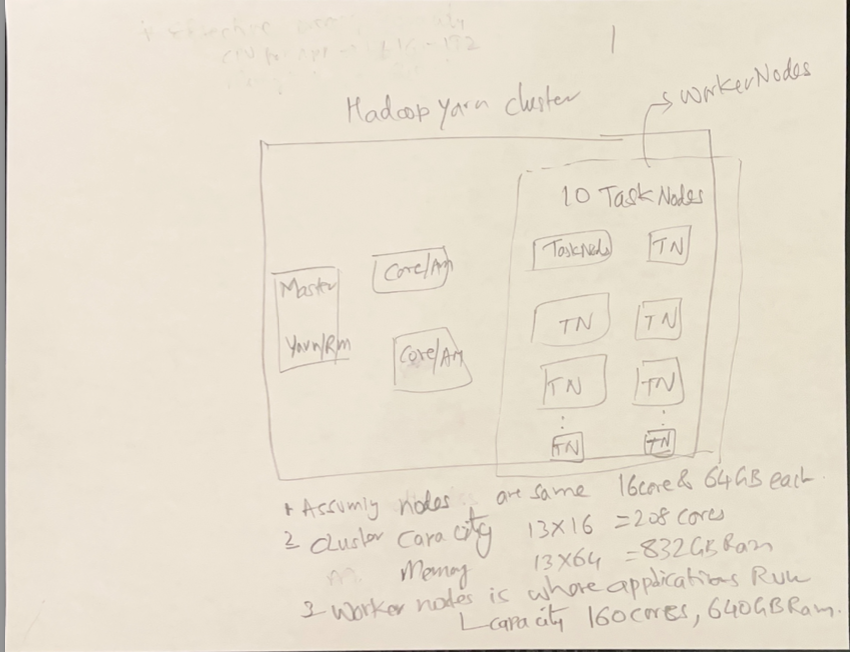 1
Hadoop yarn cluster
WorkerNodes
10 Task Nodes
TaskNode TN
Master
Yarn/Rm
Core/Am
Core/Am
TN TN
TN TN
TN TN
1 Assumig nodes are same 16core & 64GB each.
2 Cluster Capacity 13X16 = 208 cores
Memory 13X64 = 832GB Ram
3 Worker nodes is where applications Run
capacity 160cores, 640GB Ram.